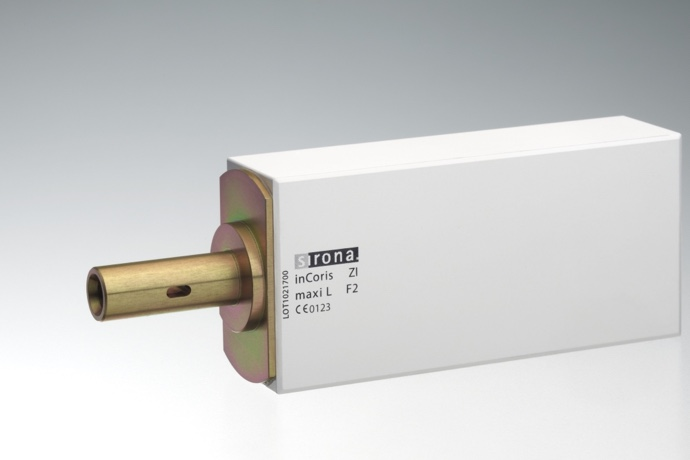 sirona.
inCoris ZI
maxi L F2
CE0123
LOT1021700